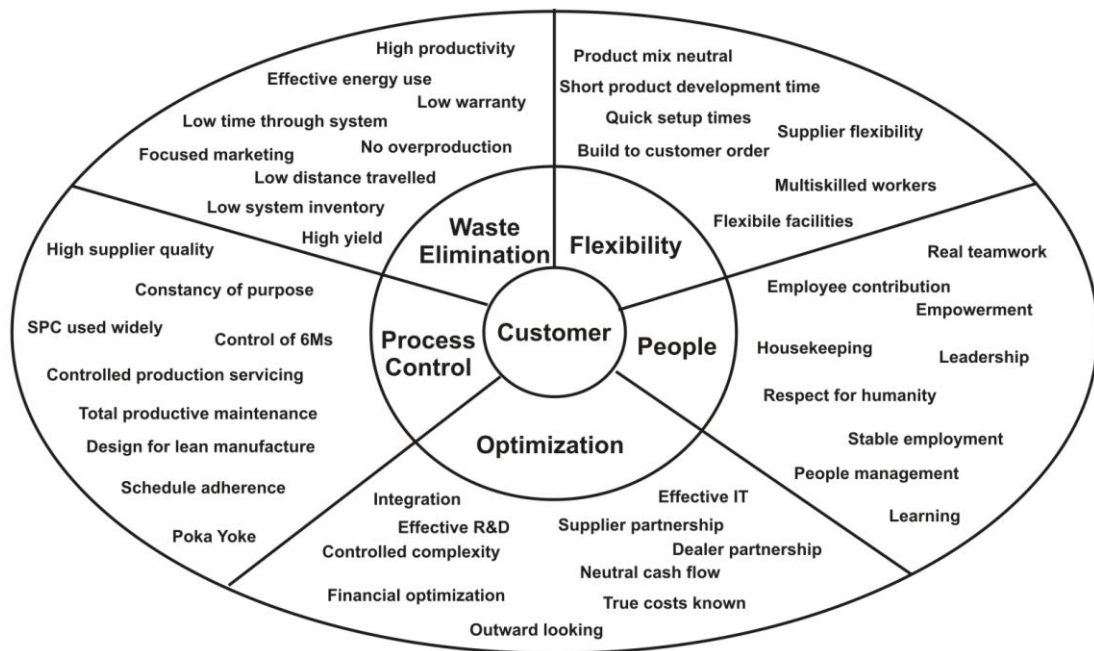 High productivity
Effective energy use
Low warranty
Low time through system
No overproduction
Focused marketing
Low distance travelled
Low system inventory
High yield
Product mix neutral
Short product development time
Quick setup times
Supplier flexibility
Build to customer order
Multiskilled workers
Flexibile facilities
Waste
Elimination
Flexibility
Customer
Process
Control
People
Optimization
High supplier quality
Constancy of purpose
SPC used widely
Control of 6Ms
Controlled production servicing
Total productive maintenance
Design for lean manufacture
Schedule adherence
Poka Yoke
Real teamwork
Employee contribution
Empowerment
Housekeeping
Leadership
Respect for humanity
Stable employment
People management
Learning
Integration
Effective IT
Effective R&D
Supplier partnership
Controlled complexity
Dealer partnership
Neutral cash flow
Financial optimization
True costs known
Outward looking